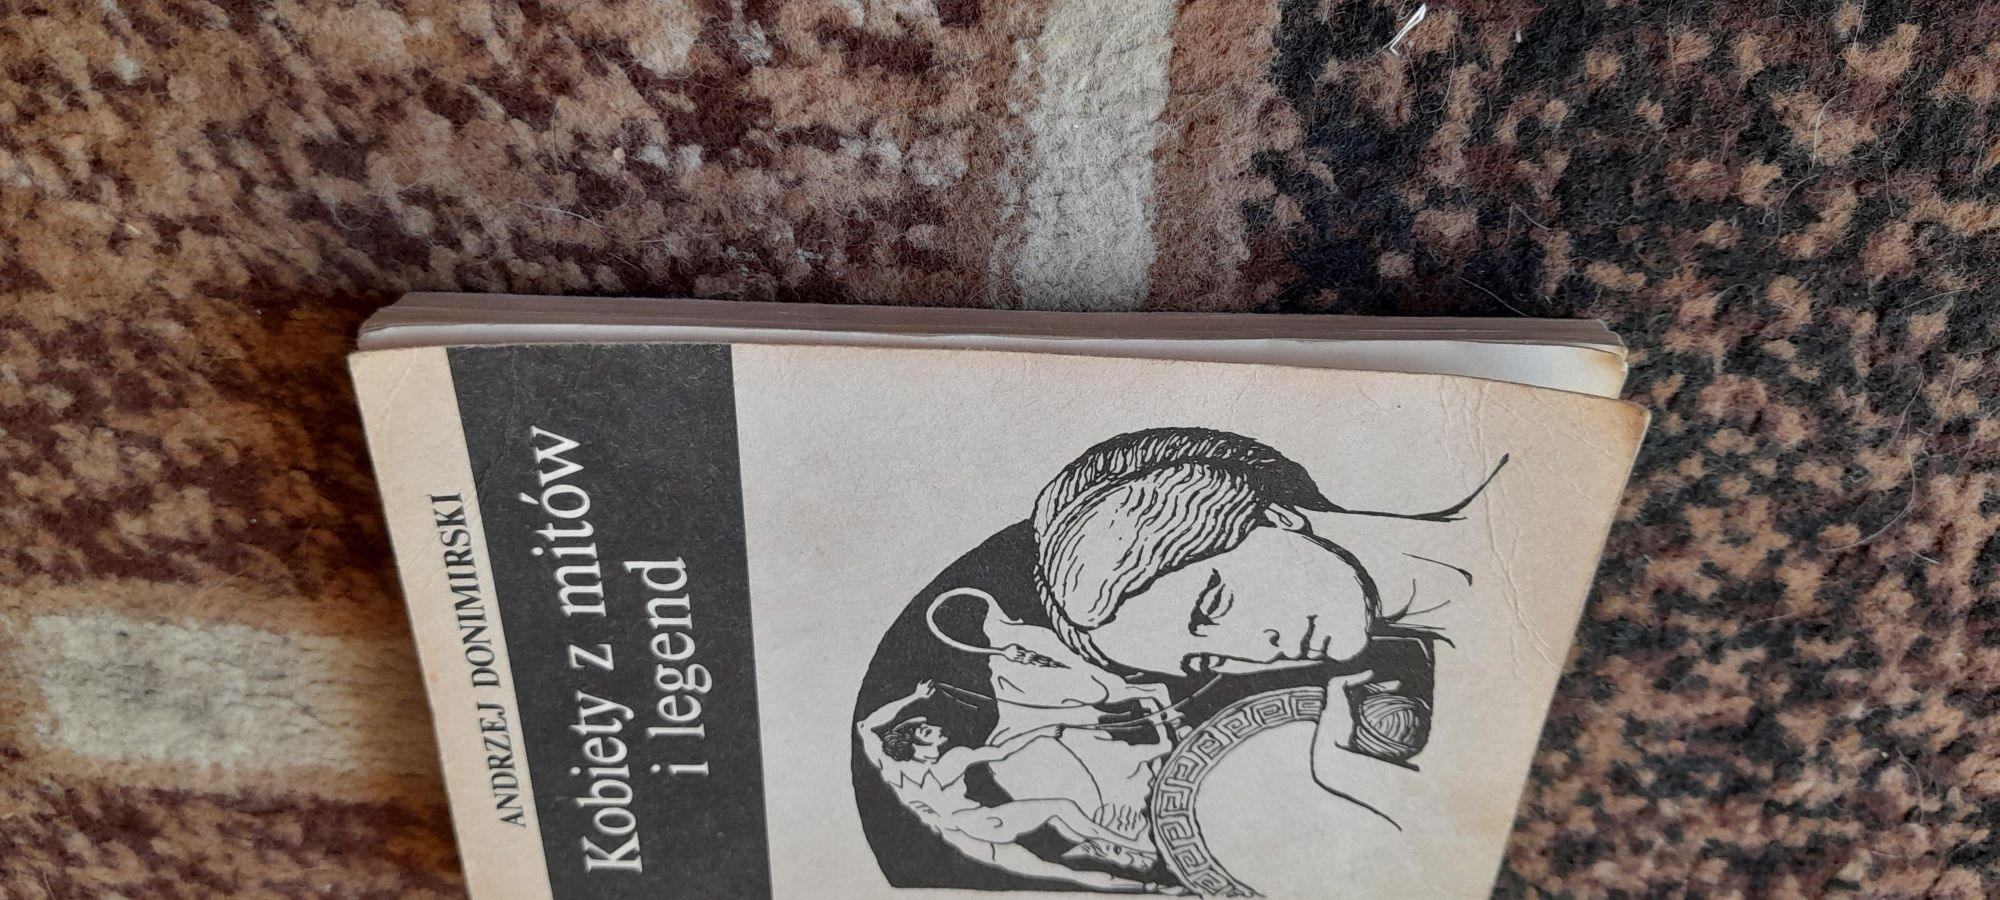 ANDRZEJ DONIMIRSKI
Kobiety z mitów
i legend